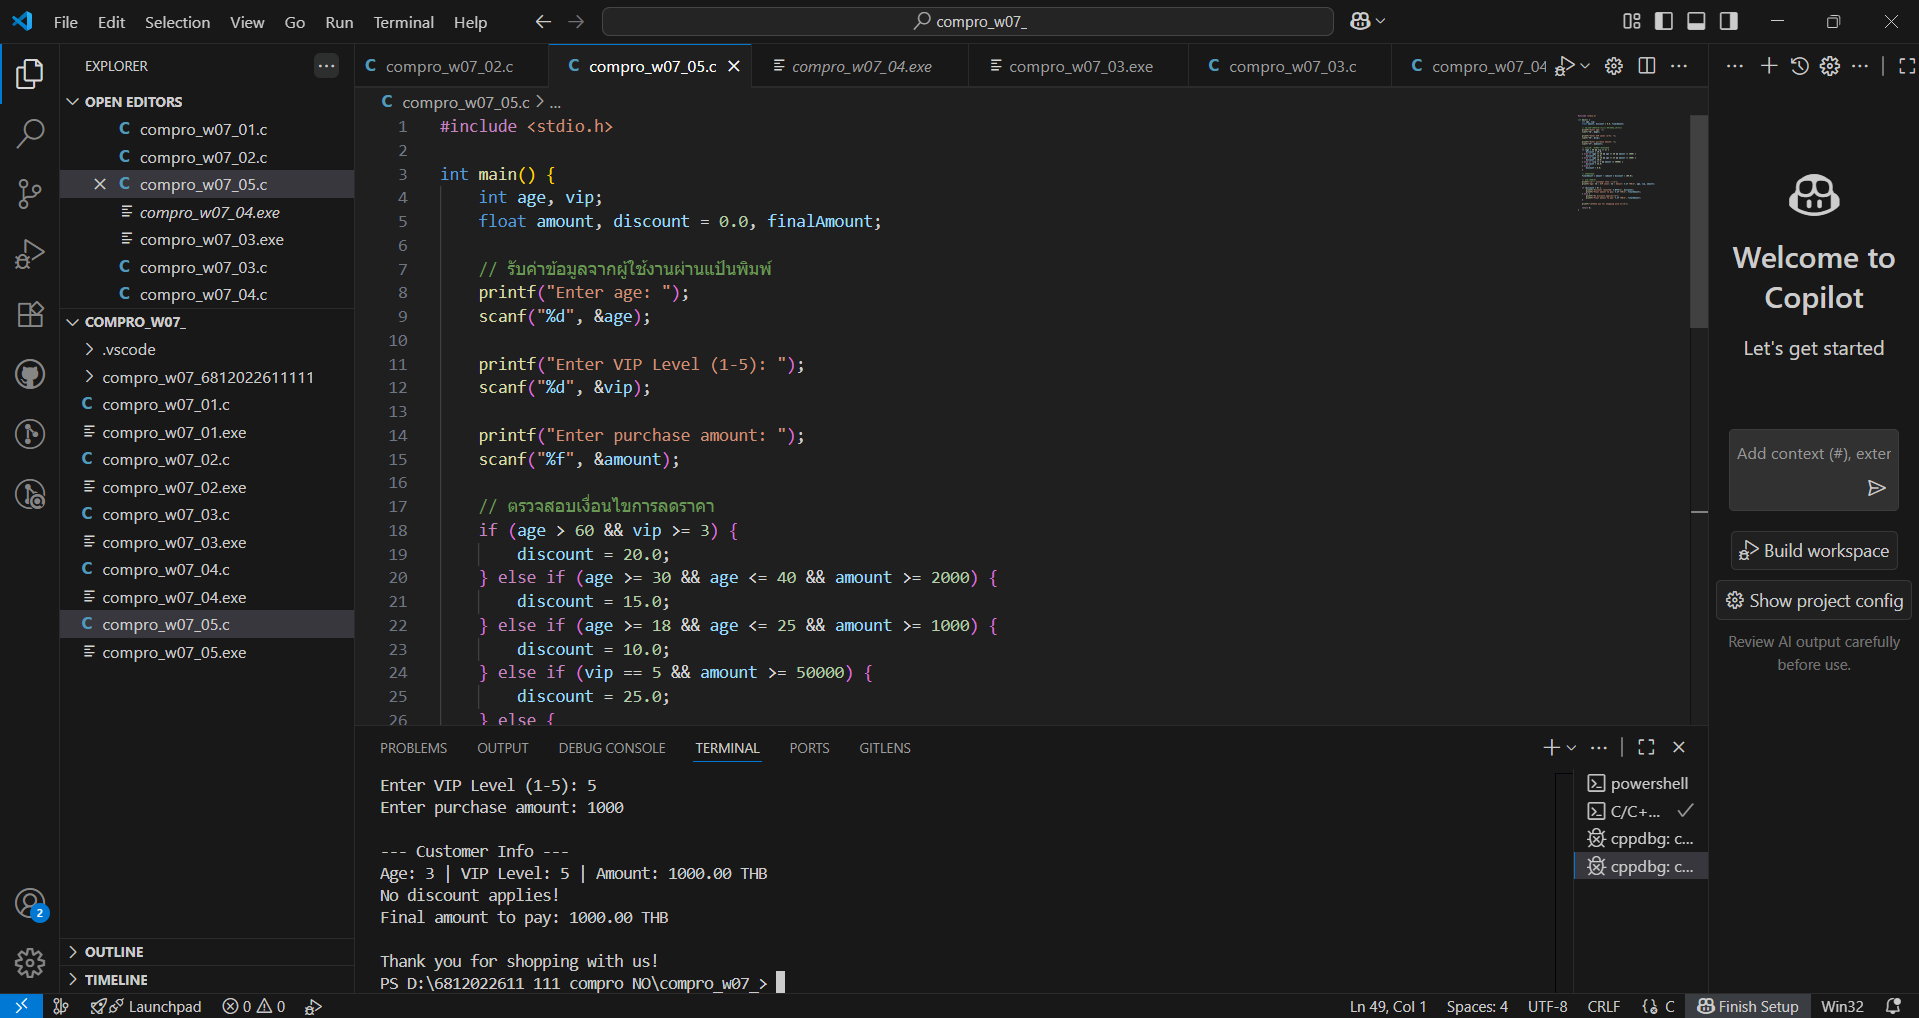 File Edit Selection View Go Run Terminal Help
compro_w07_
EXPLORER
OPEN EDITORS
compro_w07_01.c
compro_w07_02.c
compro_w07_05.c
compro_w07_04.exe
compro_w07_03.exe
compro_w07_03.c
compro_w07_04.c
COMPRO_W07_
.vscode
compro_w07_6812022611111
compro_w07_01.c
compro_w07_01.exe
compro_w07_02.c
compro_w07_02.exe
compro_w07_03.c
compro_w07_03.exe
compro_w07_04.c
compro_w07_04.exe
compro_w07_05.c
compro_w07_05.exe
OUTLINE
TIMELINE
compro_w07_02.c compro_w07_05.c compro_w07_04.exe compro_w07_03.exe compro_w07_03.c compro_w07_04
compro_w07_05.c > ...
1 #include <stdio.h>
2
3 int main() {
4 int age, vip;
5 float amount, discount = 0.0, finalAmount;
6
7 // รับค่าข้อมูลจากผู้ใช้งานผ่านแป้นพิมพ์
8 printf("Enter age: ");
9 scanf("%d", &age);
10
11 printf("Enter VIP Level (1-5): ");
12 scanf("%d", &vip);
13
14 printf("Enter purchase amount: ");
15 scanf("%f", &amount);
16
17 // ตรวจสอบเงื่อนไขการลดราคา
18 if (age > 60 && vip >= 3) {
19 discount = 20.0;
20 } else if (age >= 30 && age <= 40 && amount >= 2000) {
21 discount = 15.0;
22 } else if (age >= 18 && age <= 25 && amount >= 1000) {
23 discount = 10.0;
24 } else if (vip == 5 && amount >= 50000) {
25 discount = 25.0;
26 } else {
PROBLEMS OUTPUT DEBUG CONSOLE TERMINAL PORTS GITLENS
Enter VIP Level (1-5): 5
Enter purchase amount: 1000
--- Customer Info ---
Age: 3 | VIP Level: 5 | Amount: 1000.00 THB
No discount applies!
Final amount to pay: 1000.00 THB
Thank you for shopping with us!
PS D:\6812022611 111 compro NO\compro_w07_>
powershell
C/C+...
cppdbg: c...
cppdbg: c...
Welcome to
Copilot
Let's get started
Add context (#), exter
Build workspace
Show project config
Review AI output carefully
before use.
2
Launchpad 0 0 Ln 49, Col 1 Spaces: 4 UTF-8 CRLF C Finish Setup Win32